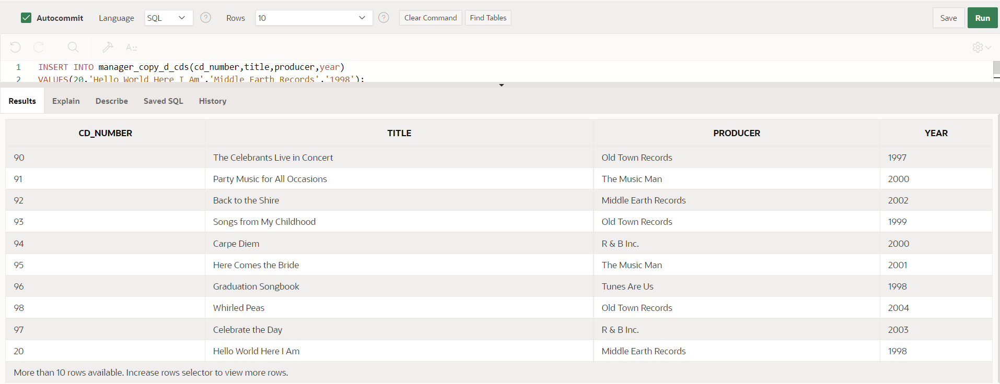 Autocommit Language SQL Rows 10 Clear Command Find Tables Save Run
1 INSERT INTO manager_copy_d_cds(cd_number,title,producer,year)
2 VALUES(20,'Hello World Here I Am','Middle Earth Records','1998');
Results Explain Describe Saved SQL History
CD_NUMBER TITLE PRODUCER YEAR
90 The Celebrants Live in Concert Old Town Records 1997
91 Party Music for All Occasions The Music Man 2000
92 Back to the Shire Middle Earth Records 2002
93 Songs from My Childhood Old Town Records 1999
94 Carpe Diem R & B Inc. 2000
95 Here Comes the Bride The Music Man 2001
96 Graduation Songbook Tunes Are Us 1998
98 Whirled Peas Old Town Records 2004
97 Celebrate the Day R & B Inc. 2003
20 Hello World Here I Am Middle Earth Records 1998
More than 10 rows available. Increase rows selector to view more rows.